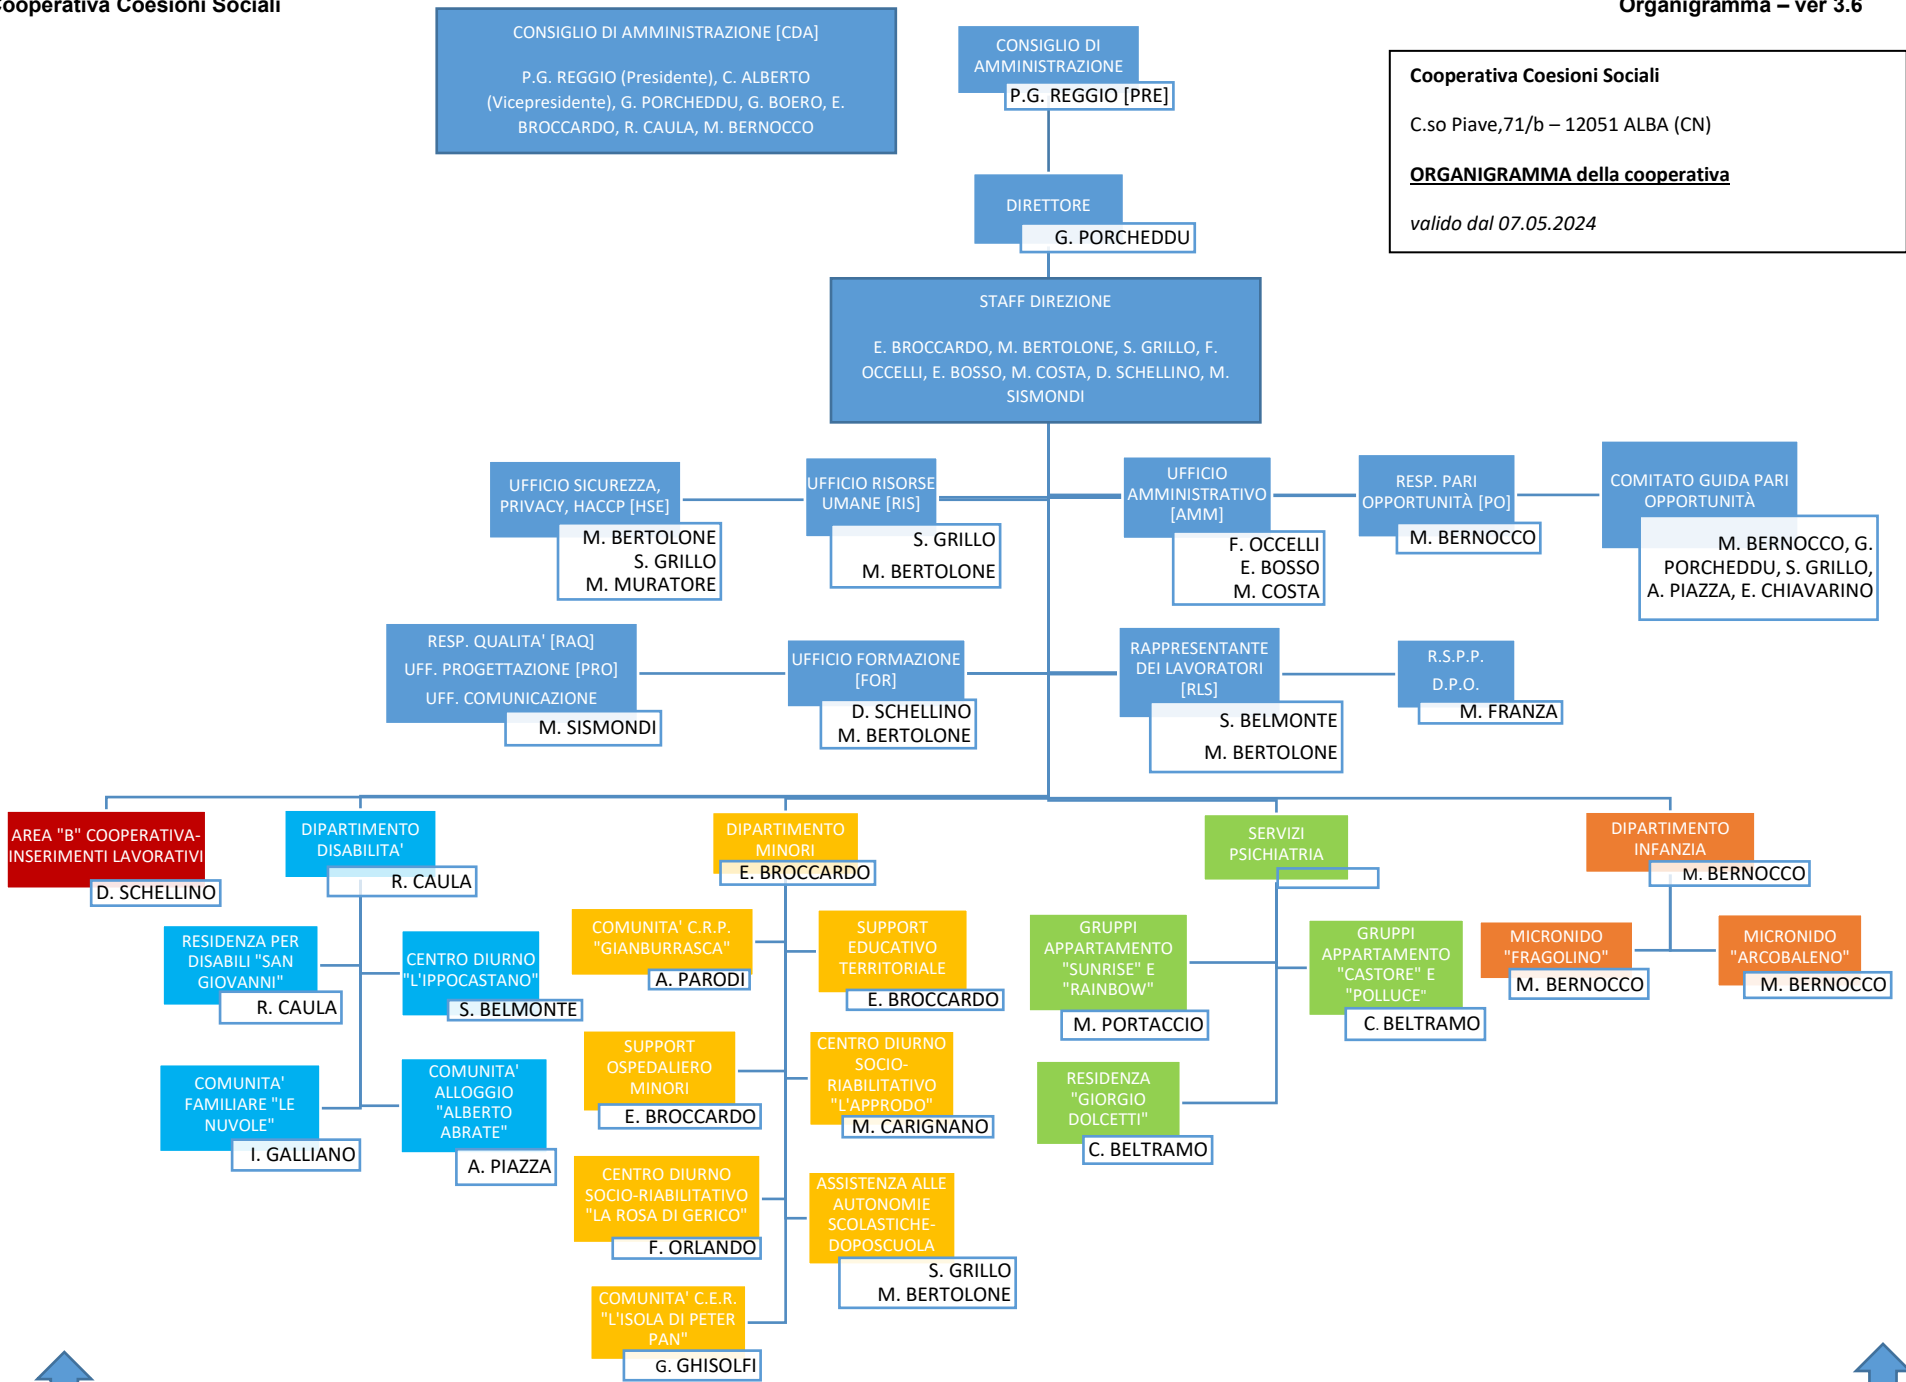 Cooperativa Coesioni Sociali
Organigramma – ver 3.6
CONSIGLIO DI AMMINISTRAZIONE [CDA]
P.G. REGGIO (Presidente), C. ALBERTO
(Vicepresidente), G. PORCHEDDU, G. BOERO, E.
BROCCARDO, R. CAULA, M. BERNOCCO
CONSIGLIO DI
AMMINISTRAZIONE
P.G. REGGIO [PRE]
Cooperativa Coesioni Sociali
C.so Piave,71/b – 12051 ALBA (CN)
ORGANIGRAMMA della cooperativa
valido dal 07.05.2024
DIRETTORE
G. PORCHEDDU
STAFF DIREZIONE
E. BROCCARDO, M. BERTOLONE, S. GRILLO, F.
OCCELLI, E. BOSSO, M. COSTA, D. SCHELLINO, M.
SISMONDI
UFFICIO SICUREZZA,
PRIVACY, HACCP [HSE]
M. BERTOLONE
S. GRILLO
M. MURATORE
UFFICIO RISORSE
UMANE [RIS]
S. GRILLO
M. BERTOLONE
UFFICIO
AMMINISTRATIVO
[AMM]
F. OCCELLI
E. BOSSO
M. COSTA
RESP. PARI
OPPORTUNITÀ [PO]
M. BERNOCCO
COMITATO GUIDA PARI
OPPORTUNITÀ
M. BERNOCCO, G.
PORCHEDDU, S. GRILLO,
A. PIAZZA, E. CHIAVARINO
RESP. QUALITA' [RAQ]
UFF. PROGETTAZIONE [PRO]
UFF. COMUNICAZIONE
M. SISMONDI
UFFICIO FORMAZIONE
[FOR]
D. SCHELLINO
M. BERTOLONE
RAPPRESENTANTE
DEI LAVORATORI
[RLS]
S. BELMONTE
M. BERTOLONE
R.S.P.P.
D.P.O.
M. FRANZA
AREA "B" COOPERATIVA-
INSERIMENTI LAVORATIVI
D. SCHELLINO
DIPARTIMENTO
DISABILITA'
R. CAULA
DIPARTIMENTO
MINORI
E. BROCCARDO
SERVIZI
PSICHIATRIA
DIPARTIMENTO
INFANZIA
M. BERNOCCO
RESIDENZA PER
DISABILI "SAN
GIOVANNI"
R. CAULA
CENTRO DIURNO
"L'IPPOCASTANO"
S. BELMONTE
COMUNITA' C.R.P.
"GIANBURRASCA"
A. PARODI
SUPPORT
EDUCATIVO
TERRITORIALE
E. BROCCARDO
GRUPPI
APPARTAMENTO
"SUNRISE" E
"RAINBOW"
M. PORTACCIO
GRUPPI
APPARTAMENTO
"CASTORE" E
"POLLUCE"
C. BELTRAMO
MICRONIDO
"FRAGOLINO"
M. BERNOCCO
MICRONIDO
"ARCOBALENO"
M. BERNOCCO
COMUNITA'
FAMILIARE "LE
NUVOLE"
I. GALLIANO
COMUNITA'
ALLOGGIO
"ALBERTO
ABRATE"
A. PIAZZA
SUPPORT
OSPEDALIERO
MINORI
E. BROCCARDO
CENTRO DIURNO
SOCIO-
RIABILITATIVO
"L'APPRODO"
M. CARIGNANO
RESIDENZA
"GIORGIO
DOLCETTI"
C. BELTRAMO
CENTRO DIURNO
SOCIO-RIABILITATIVO
"LA ROSA DI GERICO"
F. ORLANDO
ASSISTENZA ALLE
AUTONOMIE
SCOLASTICHE-
DOPOSCUOLA
S. GRILLO
M. BERTOLONE
COMUNITA' C.E.R.
"L'ISOLA DI PETER
PAN"
G. GHISOLFI